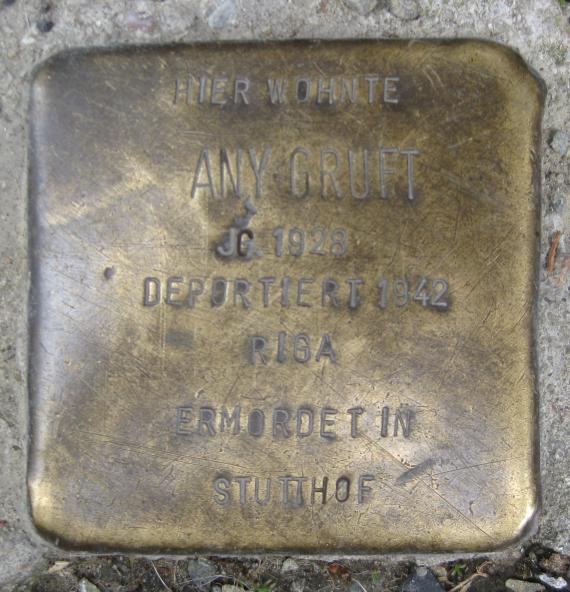 HIER WOHNTE
ANY GRUFT
JG. 1928
DEPORTIERT 1942
RIGA
ERMORDET IN
STUTTHOF